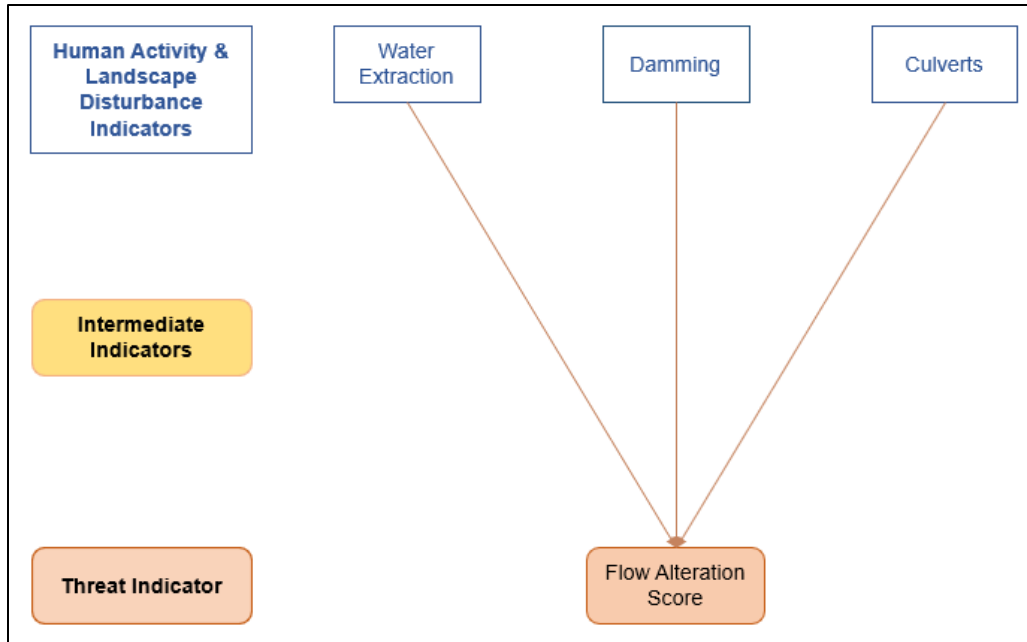 Human Activity &
Landscape
Disturbance
Indicators
Water
Extraction
Damming
Culverts
Intermediate
Indicators
Threat Indicator
Flow Alteration
Score